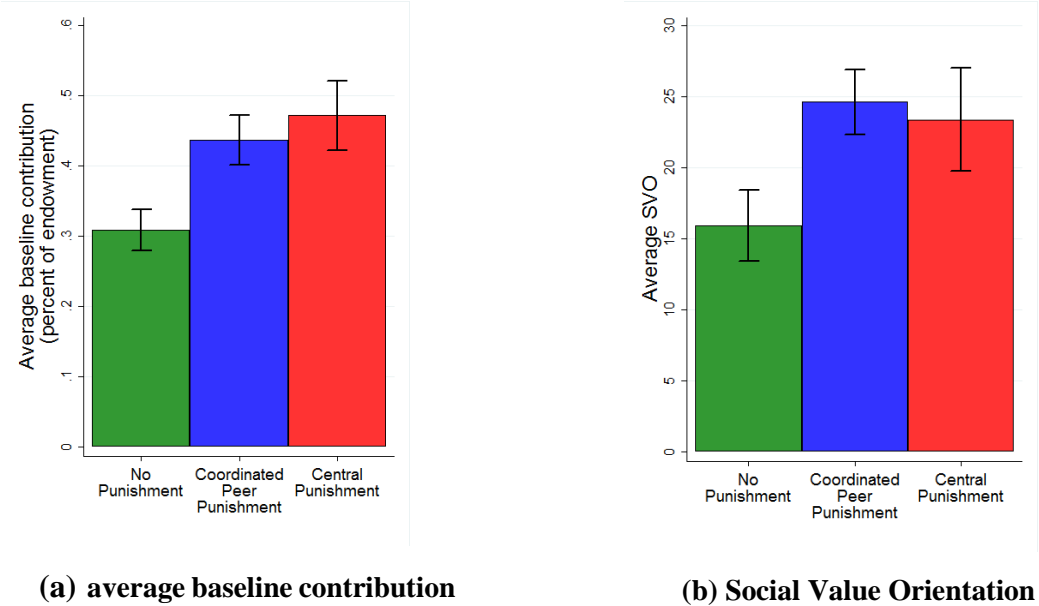 Average baseline contribution
(percent of endowment)
.6
.5
.4
.3
.2
.1
0
No
Punishment
Coordinated
Peer
Punishment
Central
Punishment
(a) average baseline contribution
Average SVO
30
25
20
15
10
5
0
No
Punishment
Coordinated
Peer
Punishment
Central
Punishment
(b) Social Value Orientation